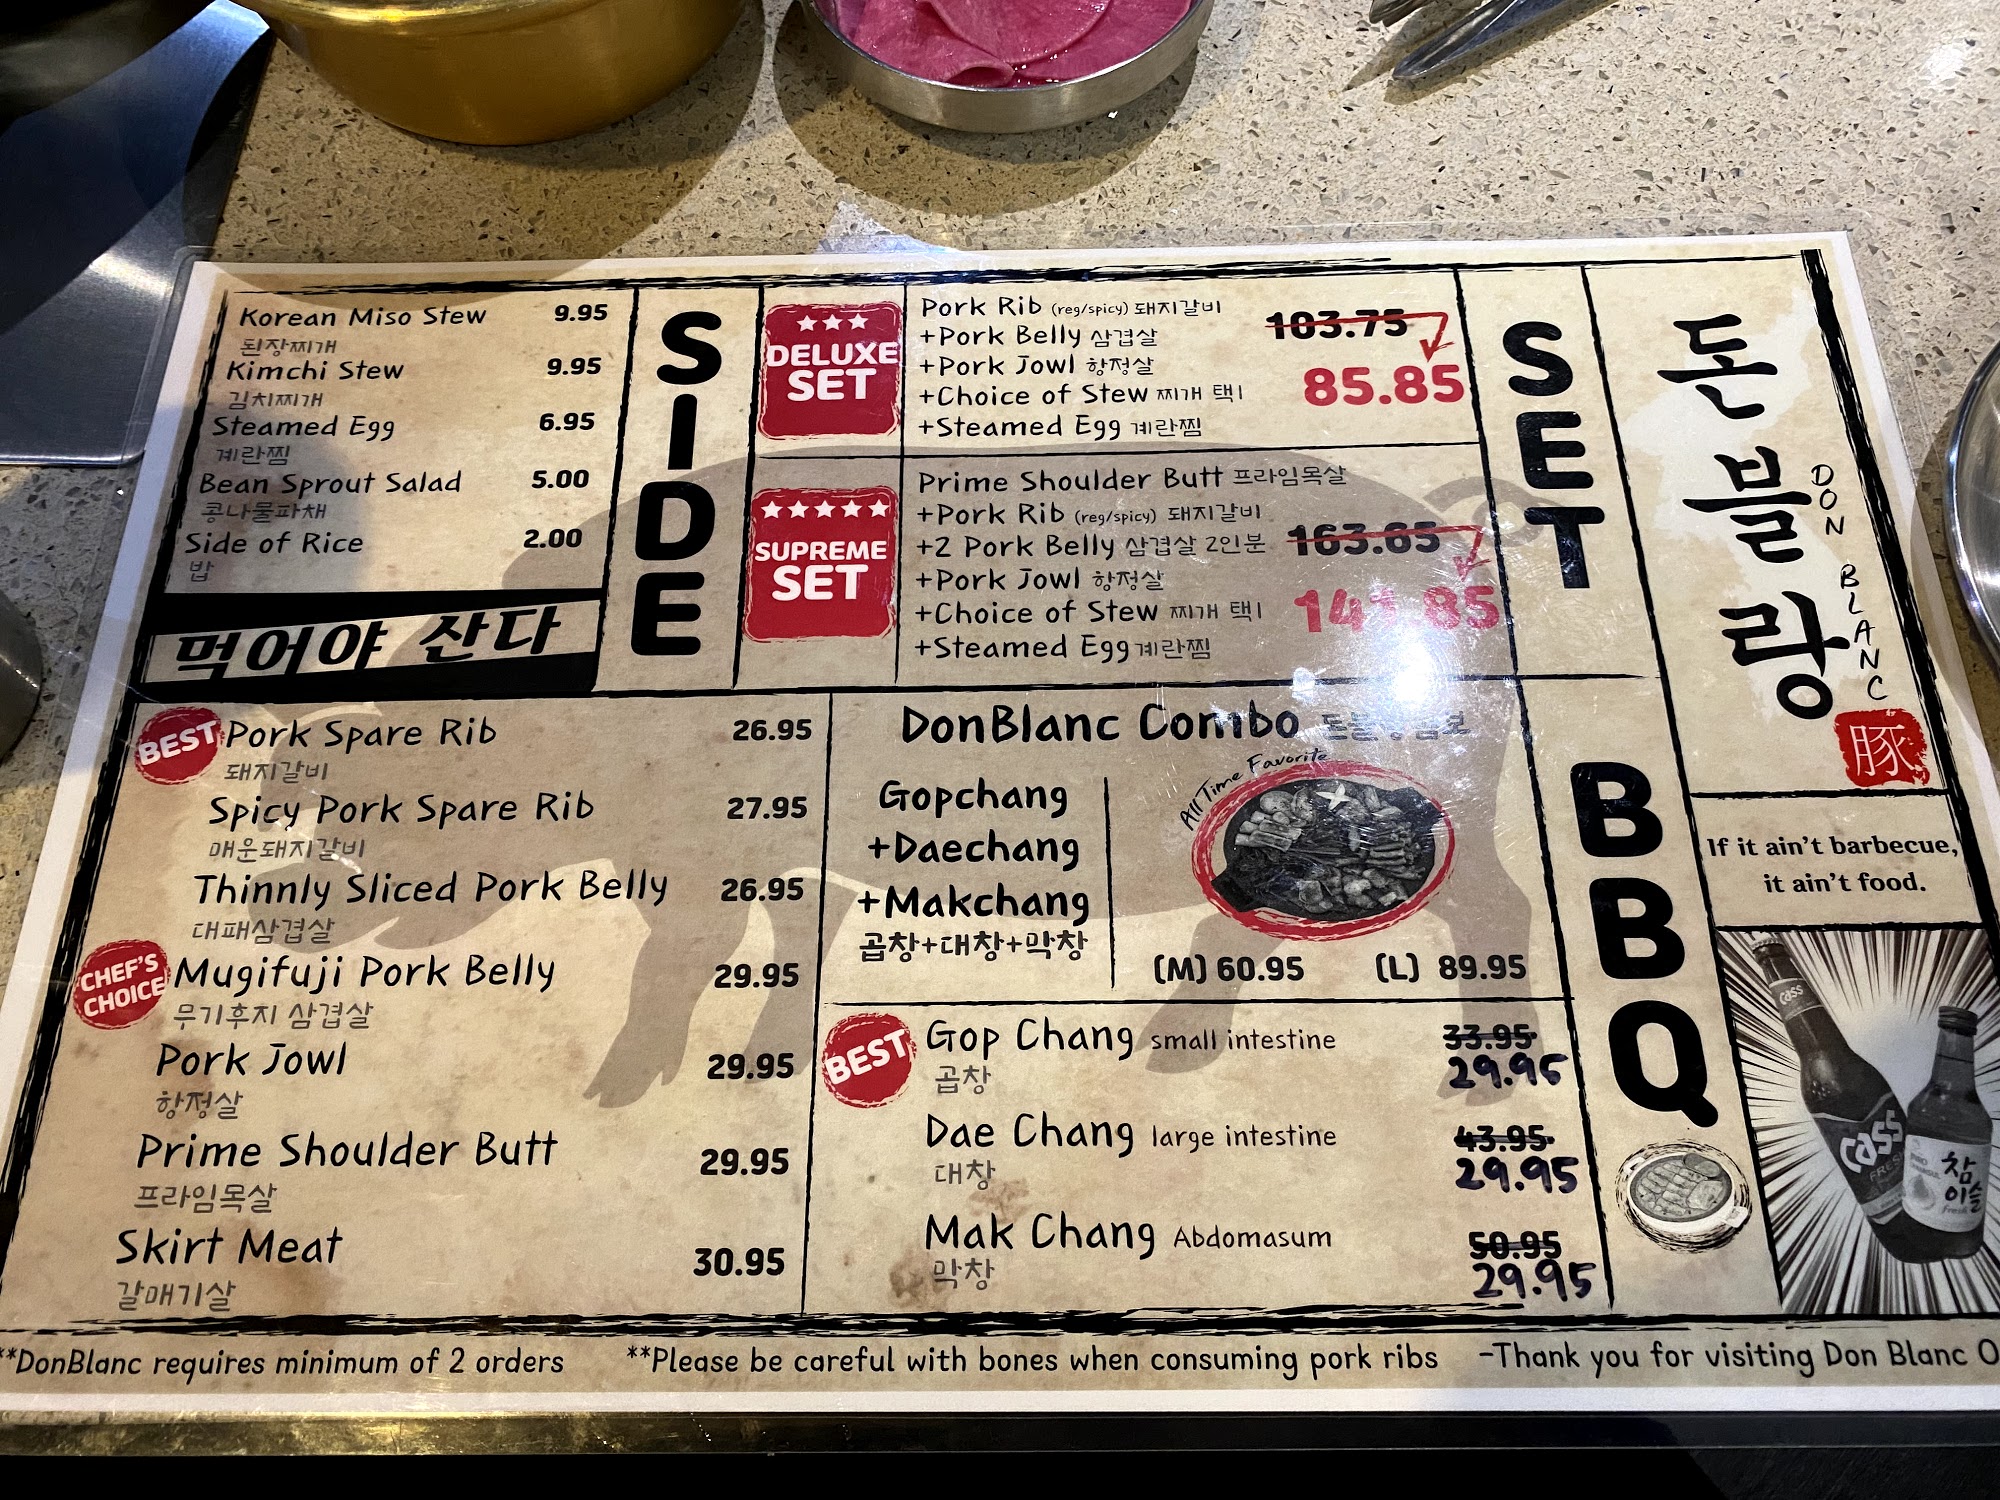 Korean Miso Stew 9.95
된장찌개
Kimchi Stew 9.95
김치찌개
Steamed Egg 6.95
계란찜
Bean Sprout Salad 5.00
콩나물파채
Side of Rice 2.00
밥
먹어야 산다
SIDE
DELUXE
SET
Pork Rib (reg/spicy) 돼지갈비
+Pork Belly 삼겹살
+Pork Jowl 항정살
+Choice of Stew 찌개 택1
+Steamed Egg 계란찜
103.75
85.85
SUPREME
SET
Prime Shoulder Butt 프라임목살
+Pork Rib (reg/spicy) 돼지갈비
+2 Pork Belly 삼겹살 2인분
+Pork Jowl 항정살
+Choice of Stew 찌개 택1
+Steamed Egg 계란찜
163.65
141.85
SET
BEST
Pork Spare Rib 26.95
돼지갈비
Spicy Pork Spare Rib 27.95
매운돼지갈비
Thinnly Sliced Pork Belly 26.95
대패삼겹살
CHEF'S
CHOICE
Mugifuji Pork Belly 29.95
무기후지 삼겹살
Pork Jowl 29.95
항정살
Prime Shoulder Butt 29.95
프라임목살
Skirt Meat 30.95
갈매기살
DonBlanc Combo 돈블랑콤보
Gopchang
+Daechang
+Makchang
곱창+대창+막창
All Time Favorite
(M) 60.95 (L) 89.95
BEST
Gop Chang small intestine 33.95
29.95
곱창
Dae Chang large intestine 43.95
29.95
대창
Mak Chang Abdomasum 50.95
29.95
막창
BBQ
돈블랑
DON BLANC
豚
If it ain't barbecue,
it ain't food.
Cass
Cass
FRESH
참
이슬
fresh
**DonBlanc requires minimum of 2 orders **Please be careful with bones when consuming pork ribs -Thank you for visiting Don Blanc